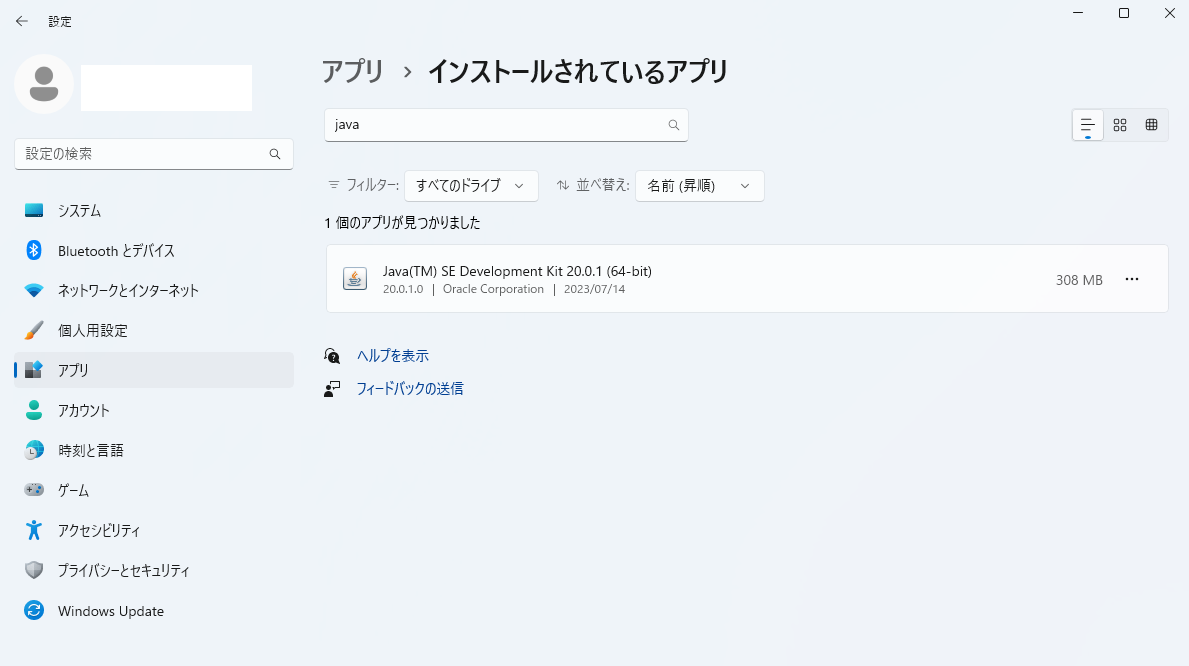 設定
アプリ › インストールされているアプリ
java
設定の検索
フィルター: すべてのドライブ 並べ替え: 名前 (昇順)
1 個のアプリが見つかりました
Java(TM) SE Development Kit 20.0.1 (64-bit)
20.0.1.0 | Oracle Corporation | 2023/07/14
308 MB
ヘルプを表示
フィードバックの送信
システム
Bluetooth とデバイス
ネットワークとインターネット
個人用設定
アプリ
アカウント
時刻と言語
ゲーム
アクセシビリティ
プライバシーとセキュリティ
Windows Update